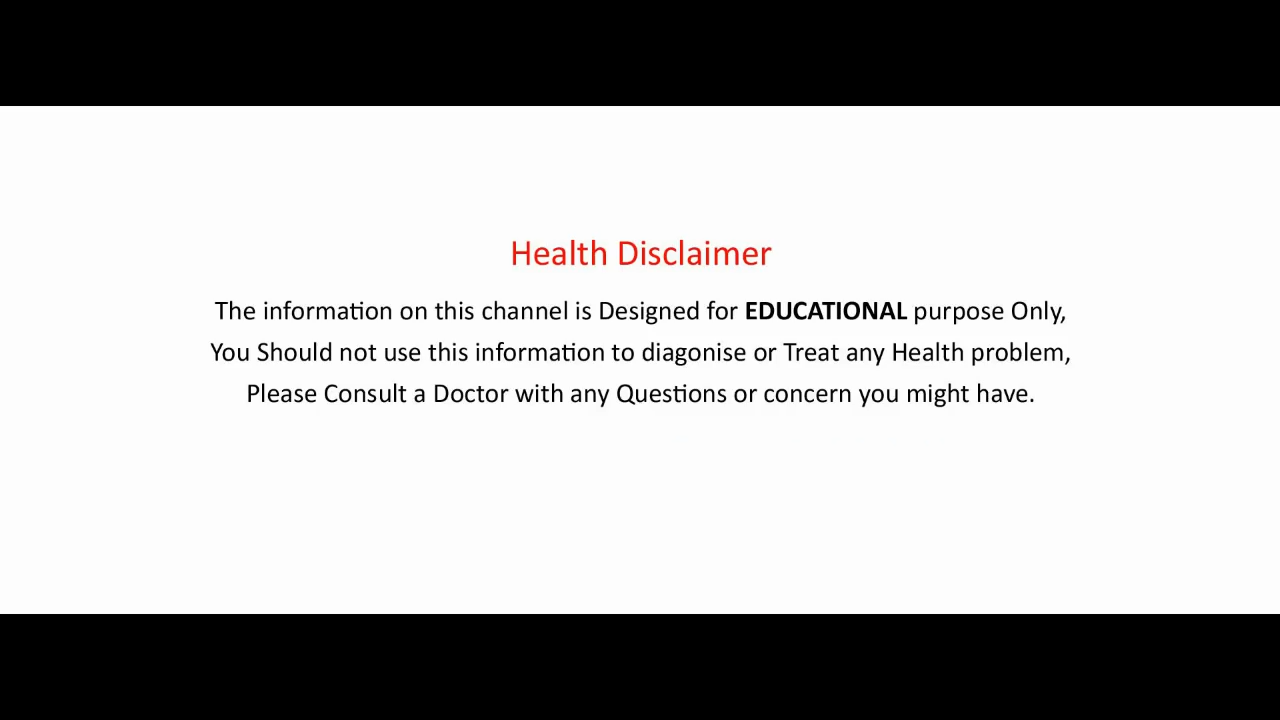 Health Disclaimer
The information on this channel is Designed for EDUCATIONAL purpose Only,
You Should not use this information to diagonise or Treat any Health problem,
Please Consult a Doctor with any Questions or concern you might have.